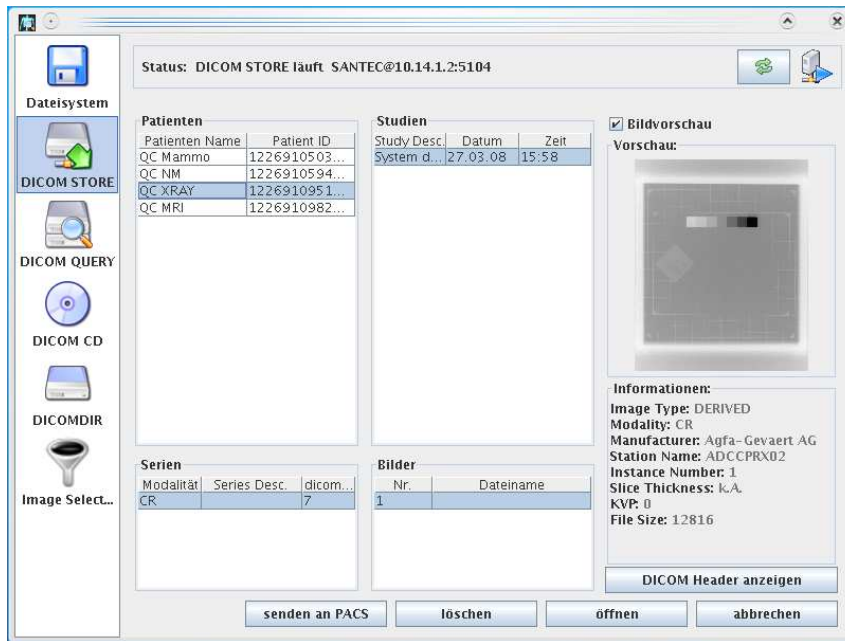 Status: DICOM STORE läuft SANTEC@10.14.1.2:5104
Dateisystem
DICOM STORE
DICOM QUERY
DICOM CD
DICOMDIR
Image Select...
Patienten
Patienten Name Patient ID
QC Mammo 1226910503...
QC NM 1226910594...
QC XRAY 1226910951...
QC MRI 1226910982...
Studien
Study Desc. Datum Zeit
System d... 27.03.08 15:58
Bildvorschau
Vorschau:
Serien
Modalität Series Desc. dicom...
CR 7
Bilder
Nr. Dateiname
1
Informationen:
Image Type: DERIVED
Modality: CR
Manufacturer: Agfa-Gevaert AG
Station Name: ADCCPRX02
Instance Number: 1
Slice Thickness: k.A.
KVP: 0
File Size: 12816
DICOM Header anzeigen
senden an PACS löschen öffnen abbrechen